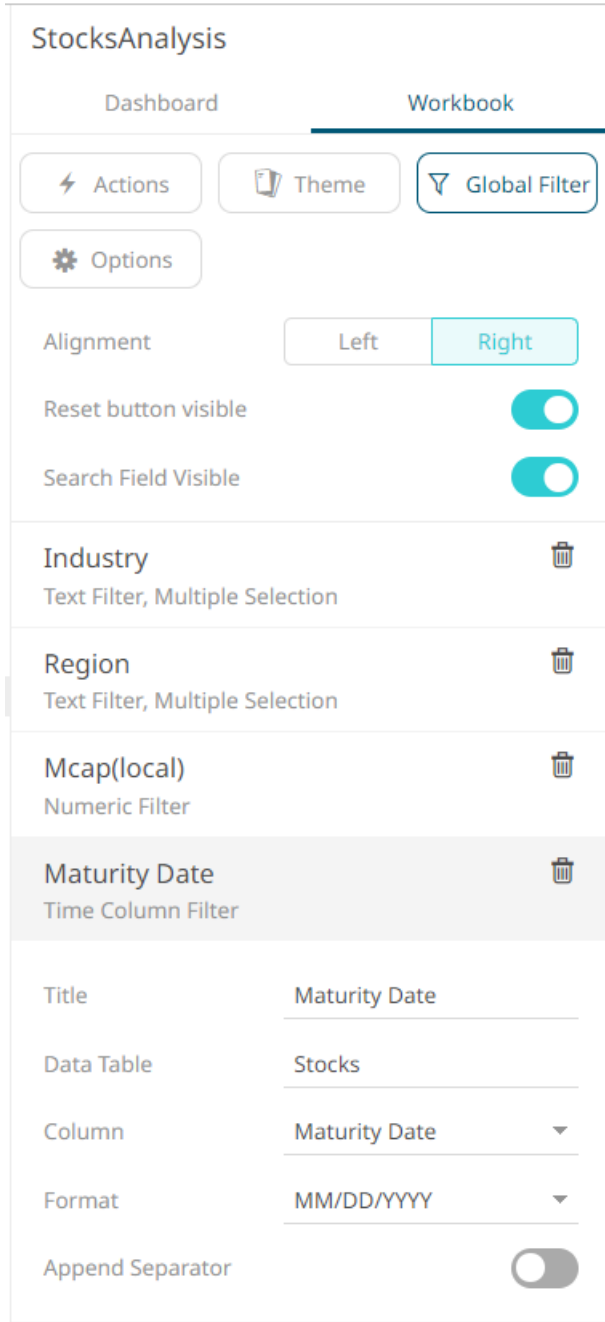 StocksAnalysis
Dashboard Workbook
Actions Theme Global Filter
Options
Alignment Left Right
Reset button visible
Search Field Visible
Industry
Text Filter, Multiple Selection
Region
Text Filter, Multiple Selection
Mcap(local)
Numeric Filter
Maturity Date
Time Column Filter
Title Maturity Date
Data Table Stocks
Column Maturity Date
Format MM/DD/YYYY
Append Separator